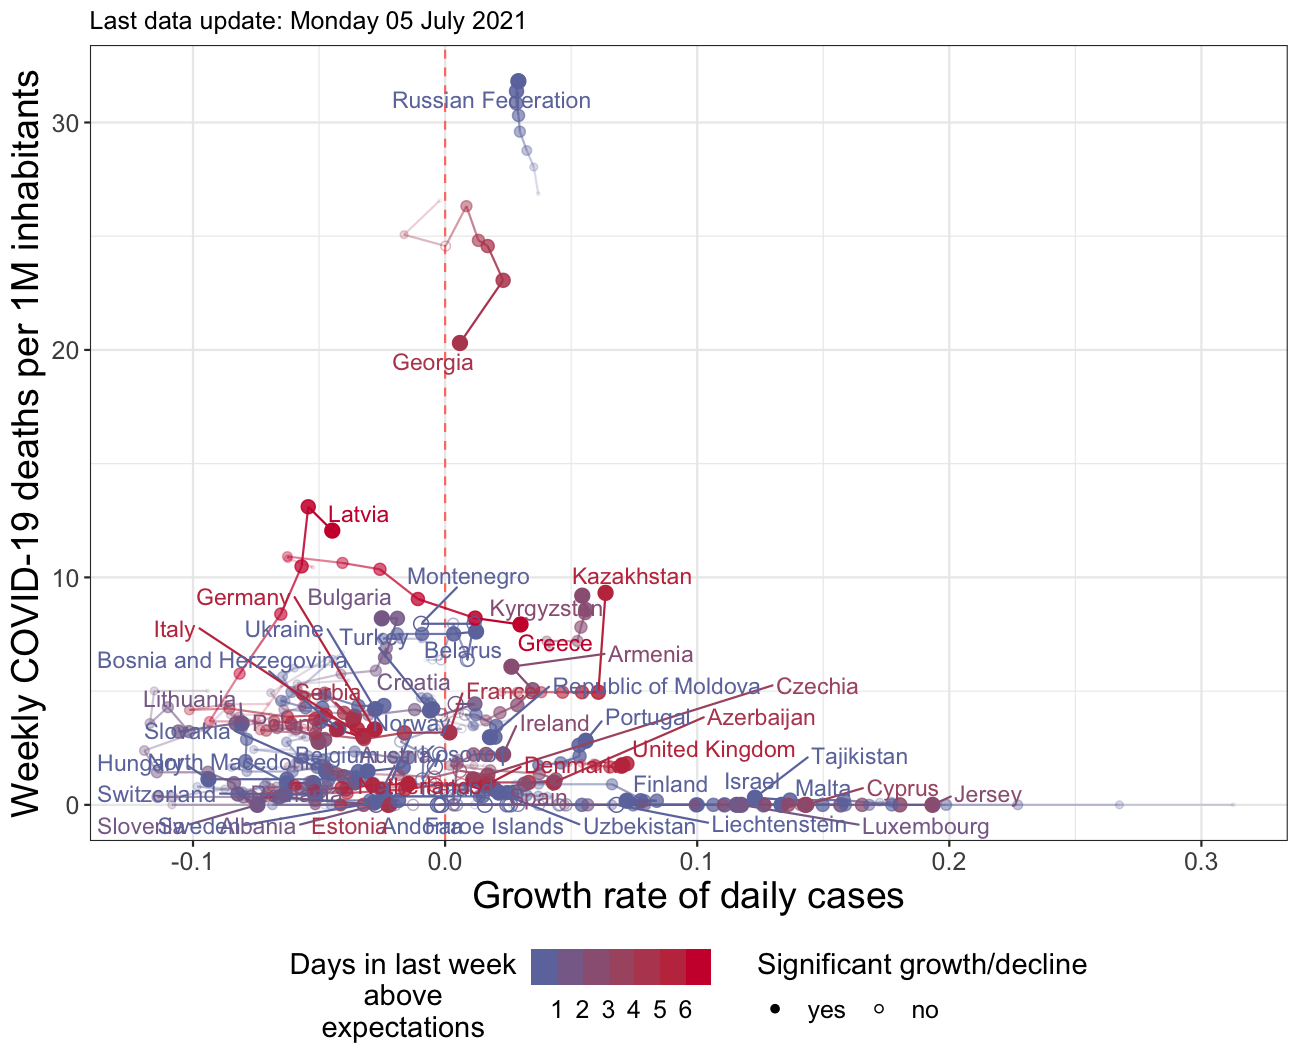 Last data update: Monday 05 July 2021
Weekly COVID-19 deaths per 1M inhabitants
30
20
10
0
Russian Federation
Georgia
Latvia
Montenegro
Kazakhstan
Germany
Bulgaria
Kyrgyzstan
Italy
Ukraine
Turkey
Belarus
Greece
Armenia
Bosnia and Herzegovina
Croatia
Republic of Moldova
Czechia
Lithuania
Serbia
France
Slovakia
Poland
Norway
Ireland
Portugal
Azerbaijan
Hungary
North Macedonia
Belgium
Austria
Kosovo
Denmark
United Kingdom
Tajikistan
Switzerland
Netherlands
Spain
Finland
Israel
Malta
Cyprus
Jersey
Slovenia
Sweden
Albania
Estonia
Andorra
Faroe Islands
Uzbekistan
Liechtenstein
Luxembourg
-0.1
0.0
0.1
0.2
0.3
Growth rate of daily cases
Days in last week
above
expectations
1 2 3 4 5 6
Significant growth/decline
yes
no